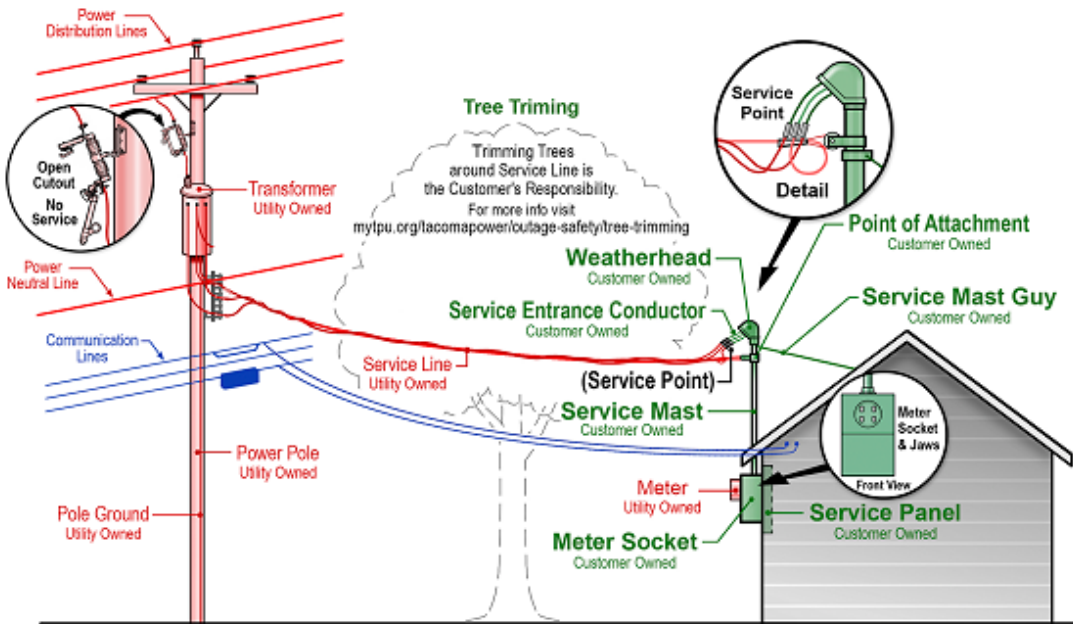 Power
Distribution Lines
Open
Cutout
No
Service
Transformer
Utility Owned
Power
Neutral Line
Communication
Lines
Power Pole
Utility Owned
Pole Ground
Utility Owned
Tree Triming
Trimming Trees
around Service Line is
the Customer's Responsibility.
For more info visit
mytpu.org/tacomapower/outage-safety/tree-trimming
Service Line
Utility Owned
Service
Point
Detail
Point of Attachment
Customer Owned
Weatherhead
Customer Owned
Service Entrance Conductor
Customer Owned
Service Mast Guy
Customer Owned
(Service Point)
Service Mast
Customer Owned
Meter
Socket
& Jaws
Front View
Meter
Utility Owned
Service Panel
Customer Owned
Meter Socket
Customer Owned